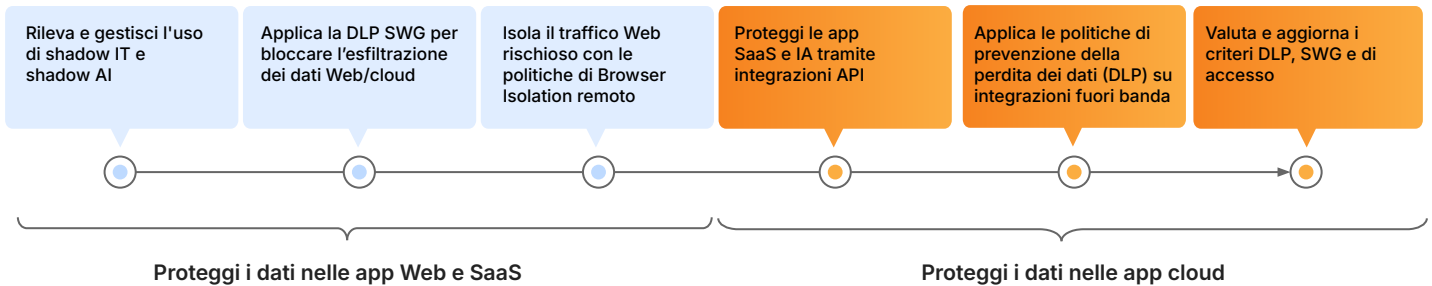 Rileva e gestisci l'uso
di shadow IT e
shadow AI
Applica la DLP SWG per
bloccare l’esfiltrazione
dei dati Web/cloud
Isola il traffico Web
rischioso con le
politiche di Browser
Isolation remoto
Proteggi le app
SaaS e IA tramite
integrazioni API
Applica le politiche di
prevenzione della
perdita dei dati (DLP) su
integrazioni fuori banda
Valuta e aggiorna i
criteri DLP, SWG e di
accesso
Proteggi i dati nelle app Web e SaaS
Proteggi i dati nelle app cloud